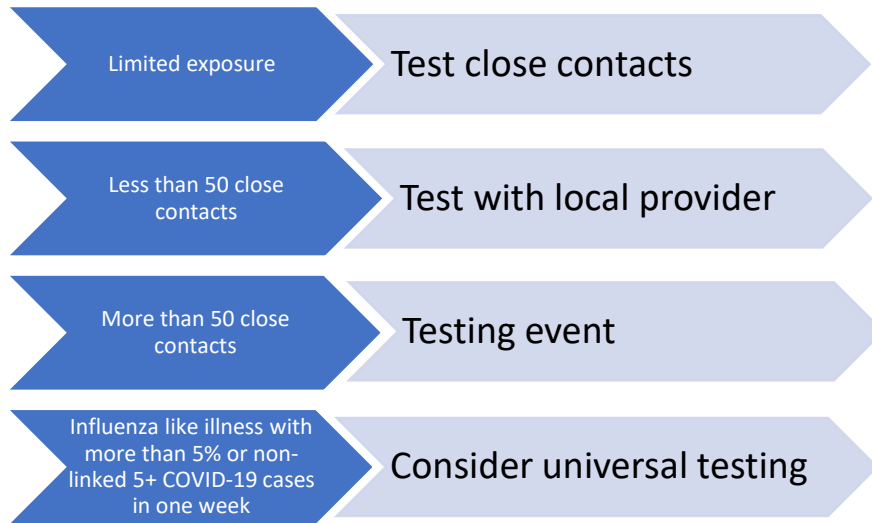 Limited exposure
Test close contacts
Less than 50 close
contacts
Test with local provider
More than 50 close
contacts
Testing event
Influenza like illness with
more than 5% or non-
linked 5+ COVID-19 cases
in one week
Consider universal testing